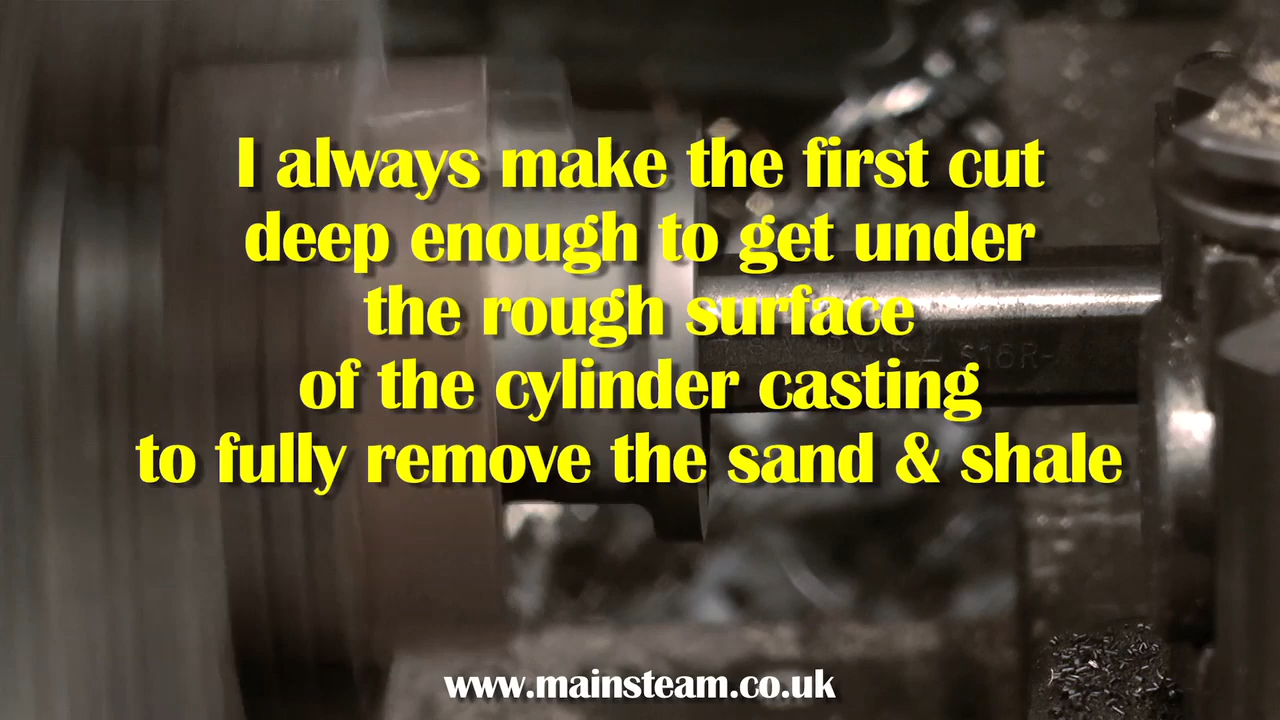 I always make the first cut
deep enough to get under
the rough surface
of the cylinder casting
to fully remove the sand & shale
S16R-
www.mainsteam.co.uk